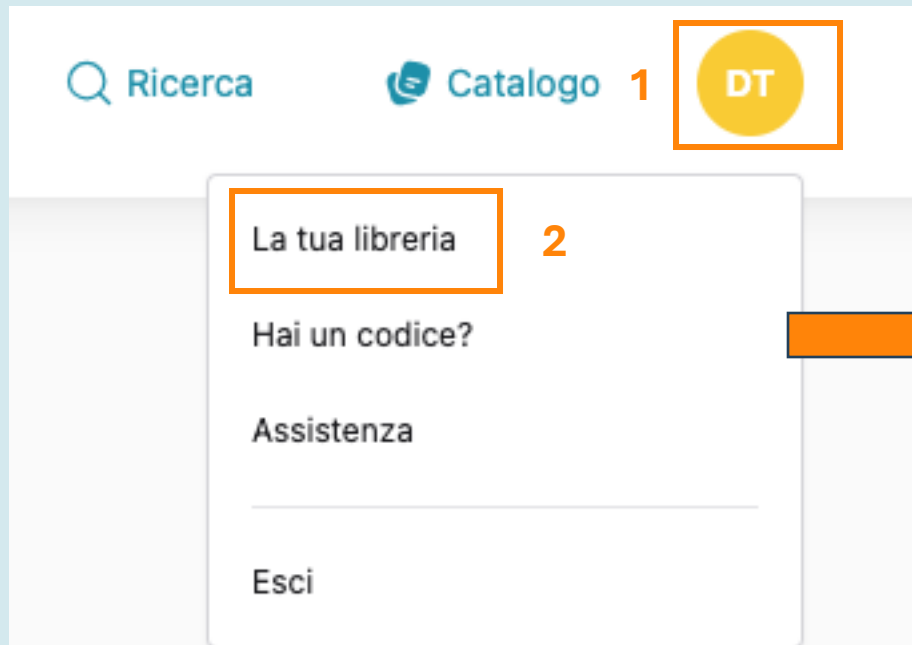 Ricerca Catalogo 1 DT
La tua libreria 2
Hai un codice?
Assistenza
Esci